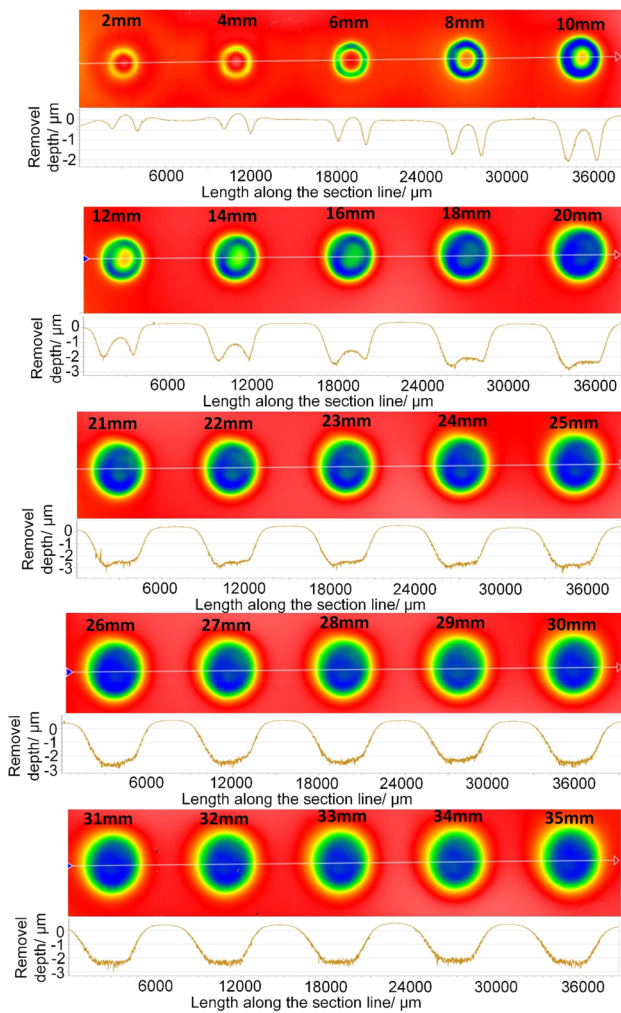 2mm 4mm 6mm 8mm 10mm
Removel
depth/ μm
0
-1
-2
6000 12000 18000 24000 30000 36000
Length along the section line/ μm
12mm 14mm 16mm 18mm 20mm
Removel
depth/ μm
0
-1
-2
-3
6000 12000 18000 24000 30000 36000
Length along the section line/ μm
21mm 22mm 23mm 24mm 25mm
Removel
depth/ μm
0
-1
-2
-3
6000 12000 18000 24000 30000 36000
Length along the section line/ μm
26mm 27mm 28mm 29mm 30mm
Removel
depth/ μm
0
-1
-2
-3
6000 12000 18000 24000 30000 36000
Length along the section line/ μm
31mm 32mm 33mm 34mm 35mm
Removel
depth/ μm
0
-1
-2
-3
6000 12000 18000 24000 30000 36000
Length along the section line/ μm